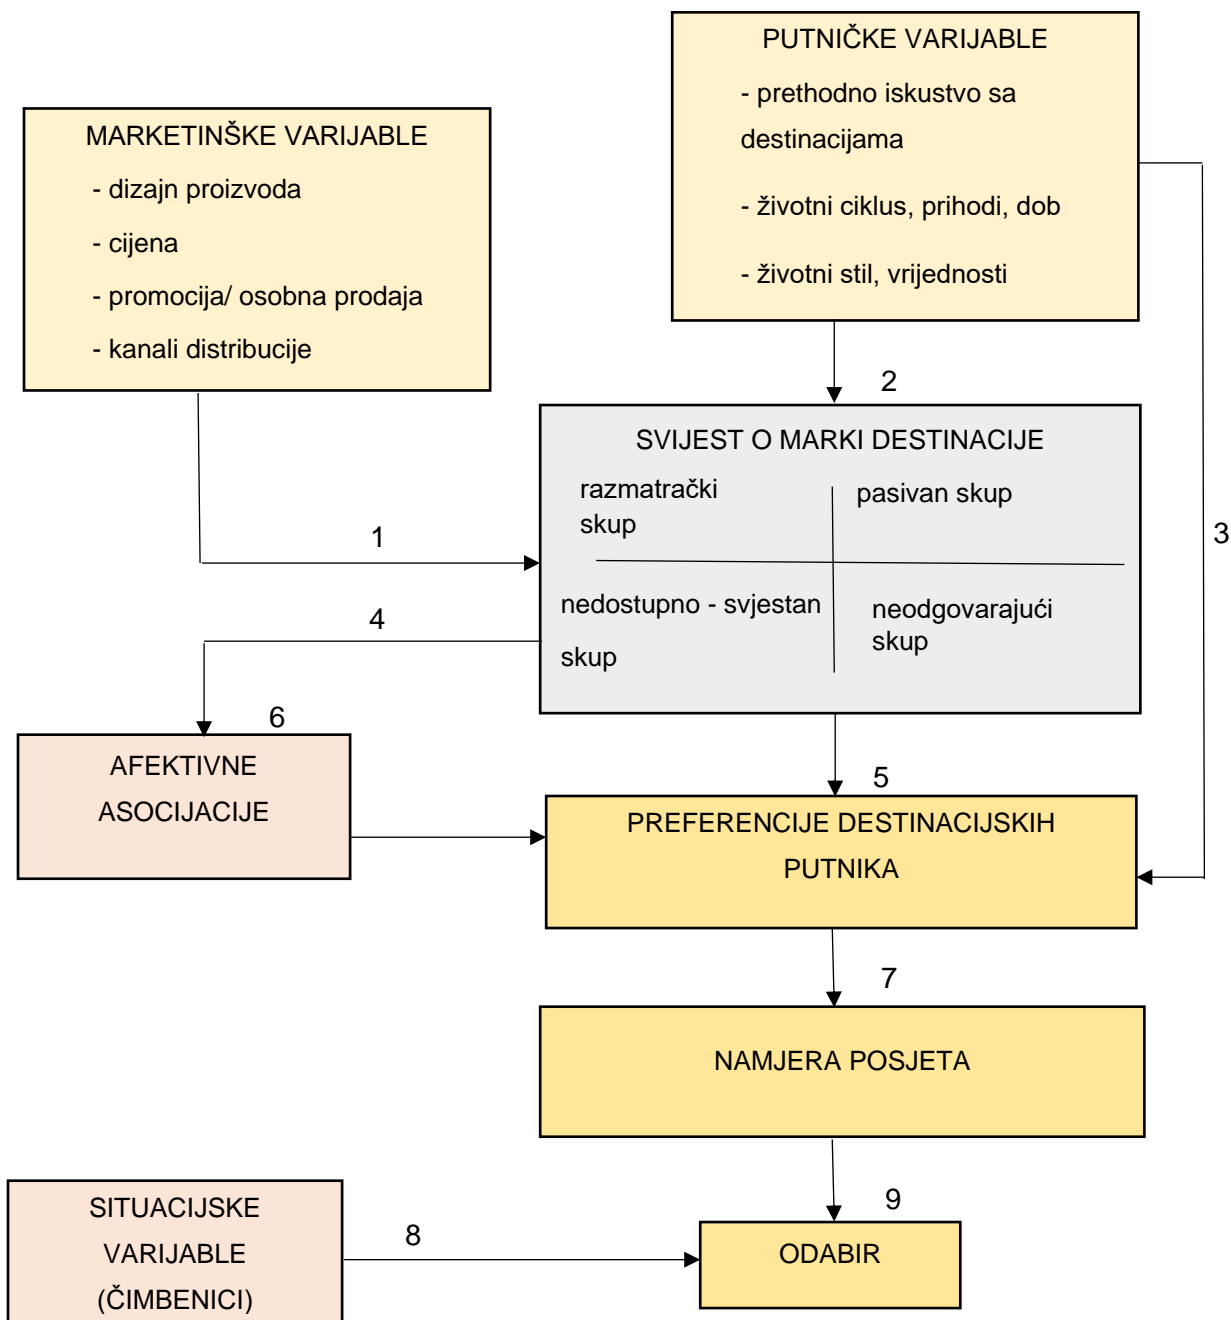 PUTNIČKE VARIJABLE
- prethodno iskustvo sa
destinacijama
- životni ciklus, prihodi, dob
- životni stil, vrijednosti
MARKETINŠKE VARIJABLE
- dizajn proizvoda
- cijena
- promocija/ osobna prodaja
- kanali distribucije
2
SVIJEST O MARKI DESTINACIJE
razmatrački
skup
pasivan skup
1
3
nedostupno - svjestan
skup
neodgovarajući
skup
4
6
AFEKTIVNE
ASOCIJACIJE
5
PREFERENCIJE DESTINACIJSKIH
PUTNIKA
7
NAMJERA POSJETA
9
SITUACIJSKE
VARIJABLE
(ČIMBENICI)
8
ODABIR